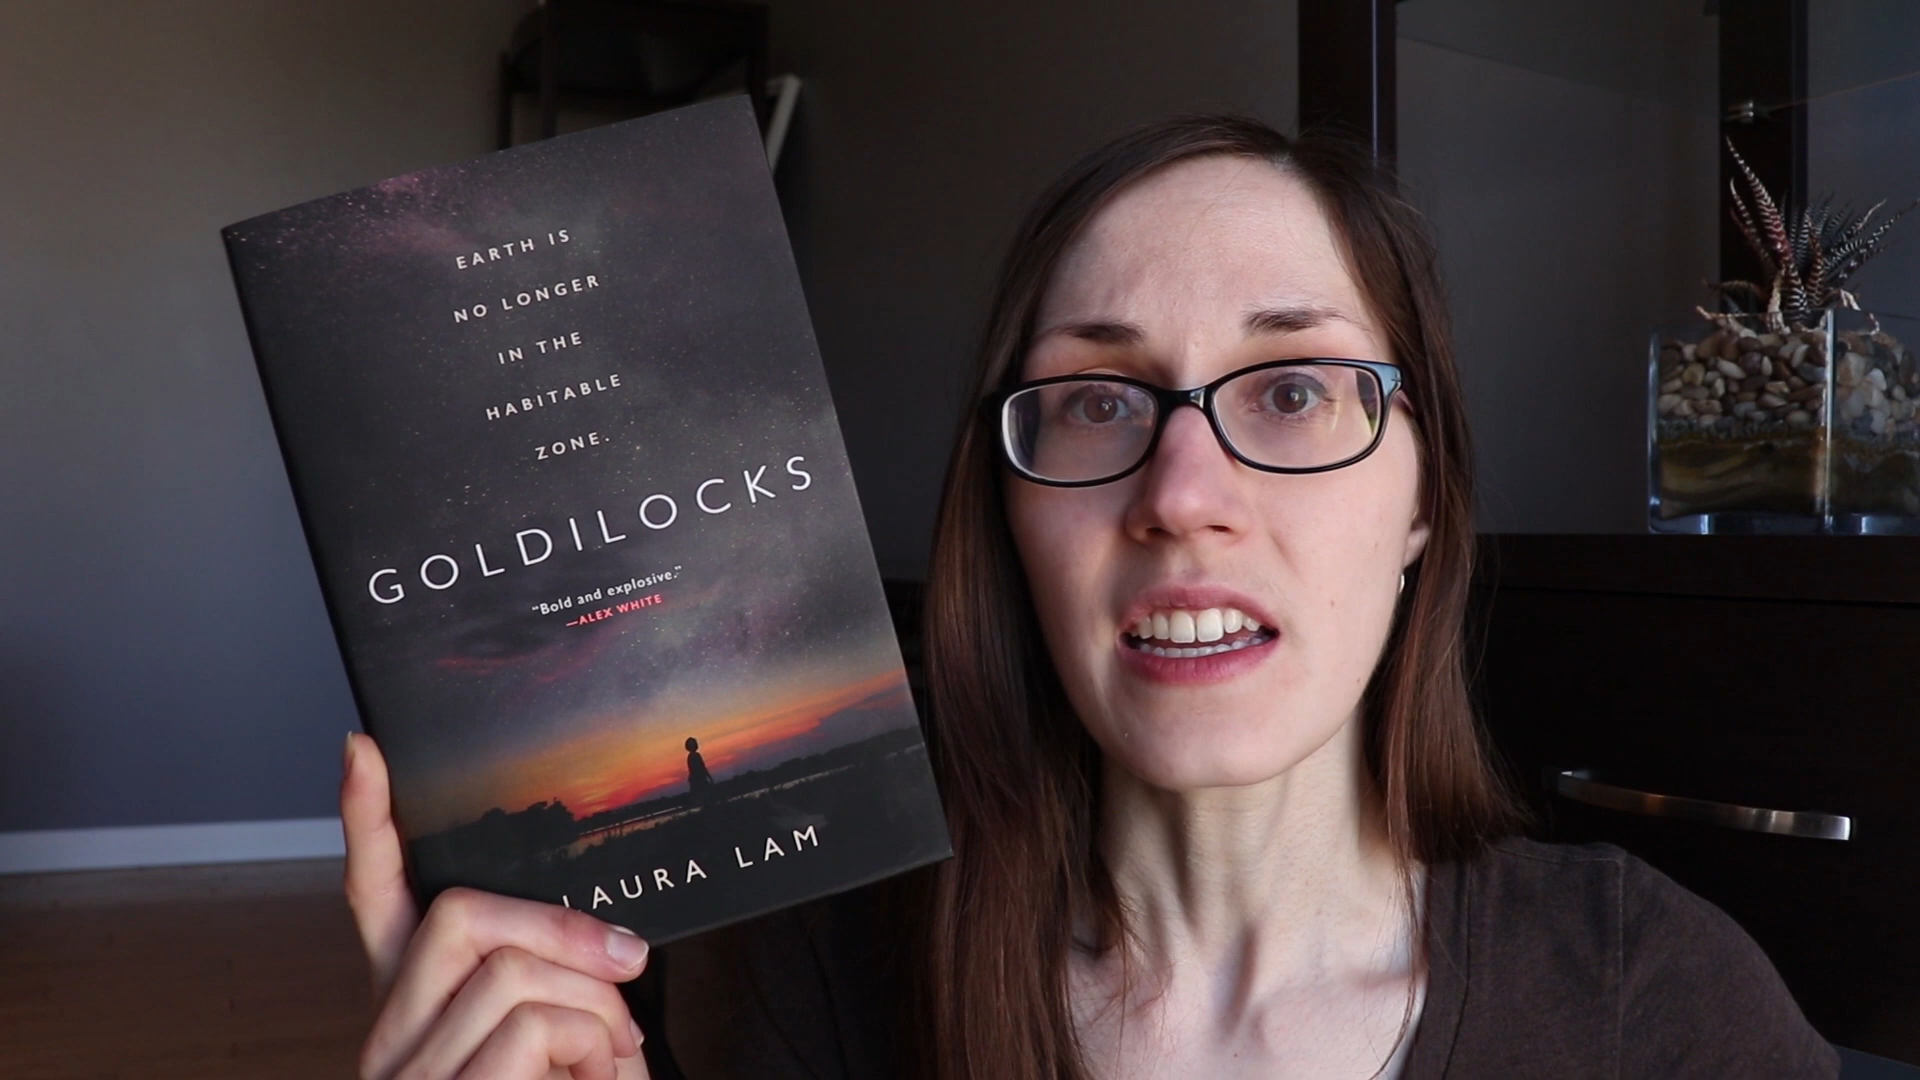 EARTH IS
NO LONGER
IN THE
HABITABLE
ZONE.
GOLDILOCKS
"Bold and explosive."
—ALEX WHITE
LAURA LAM